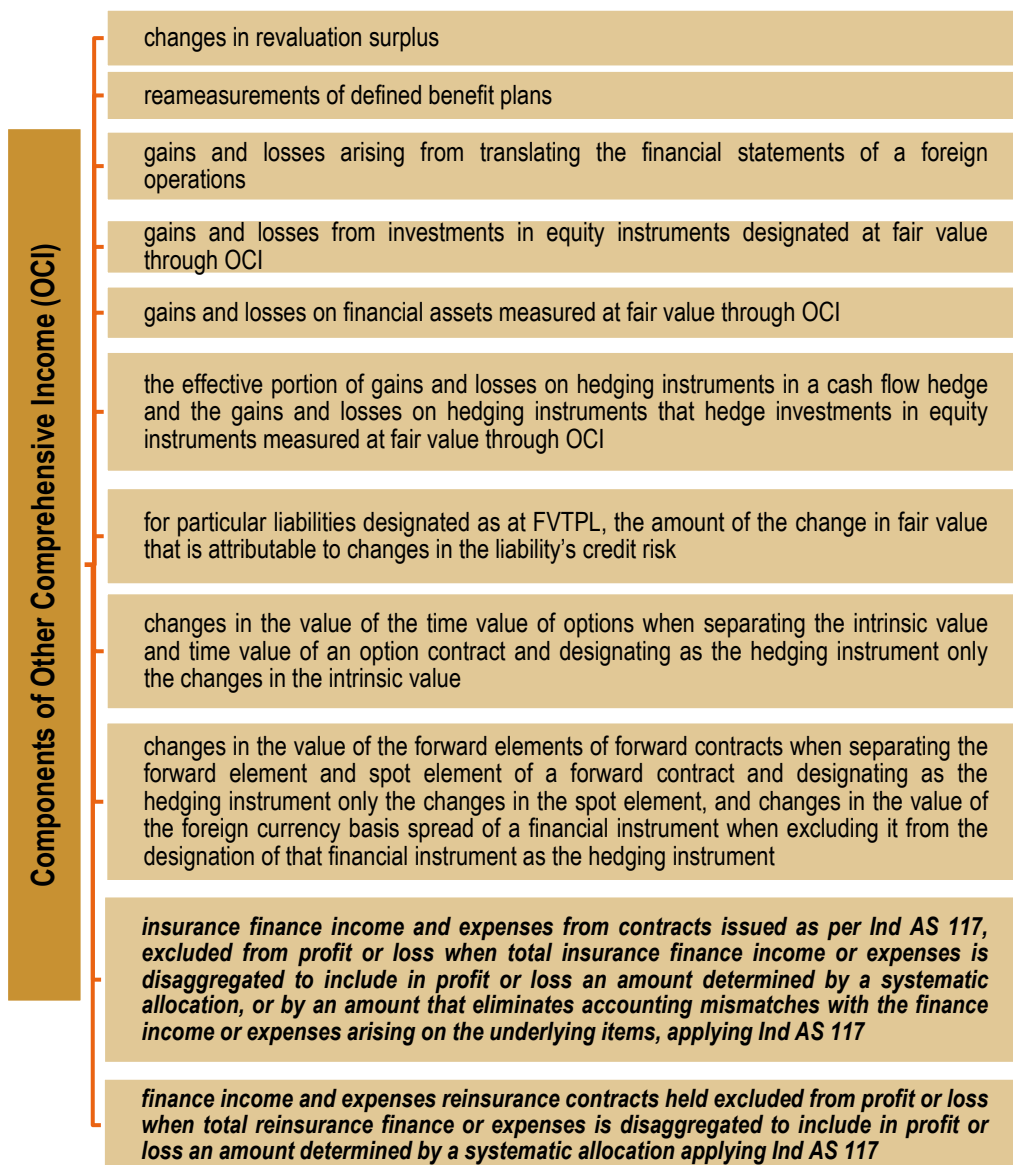 Components of Other Comprehensive Income (OCI)
changes in revaluation surplus
reameasurements of defined benefit plans
gains and losses arising from translating the financial statements of a foreign
operations
gains and losses from investments in equity instruments designated at fair value
through OCI
gains and losses on financial assets measured at fair value through OCI
the effective portion of gains and losses on hedging instruments in a cash flow hedge
and the gains and losses on hedging instruments that hedge investments in equity
instruments measured at fair value through OCI
for particular liabilities designated as at FVTPL, the amount of the change in fair value
that is attributable to changes in the liability's credit risk
changes in the value of the time value of options when separating the intrinsic value
and time value of an option contract and designating as the hedging instrument only
the changes in the intrinsic value
changes in the value of the forward elements of forward contracts when separating the
forward element and spot element of a forward contract and designating as the
hedging instrument only the changes in the spot element, and changes in the value of
the foreign currency basis spread of a financial instrument when excluding it from the
designation of that financial instrument as the hedging instrument
insurance finance income and expenses from contracts issued as per Ind AS 117,
excluded from profit or loss when total insurance finance income or expenses is
disaggregated to include in profit or loss an amount determined by a systematic
allocation, or by an amount that eliminates accounting mismatches with the finance
income or expenses arising on the underlying items, applying Ind AS 117
finance income and expenses reinsurance contracts held excluded from profit or loss
when total reinsurance finance or expenses is disaggregated to include in profit or
loss an amount determined by a systematic allocation applying Ind AS 117